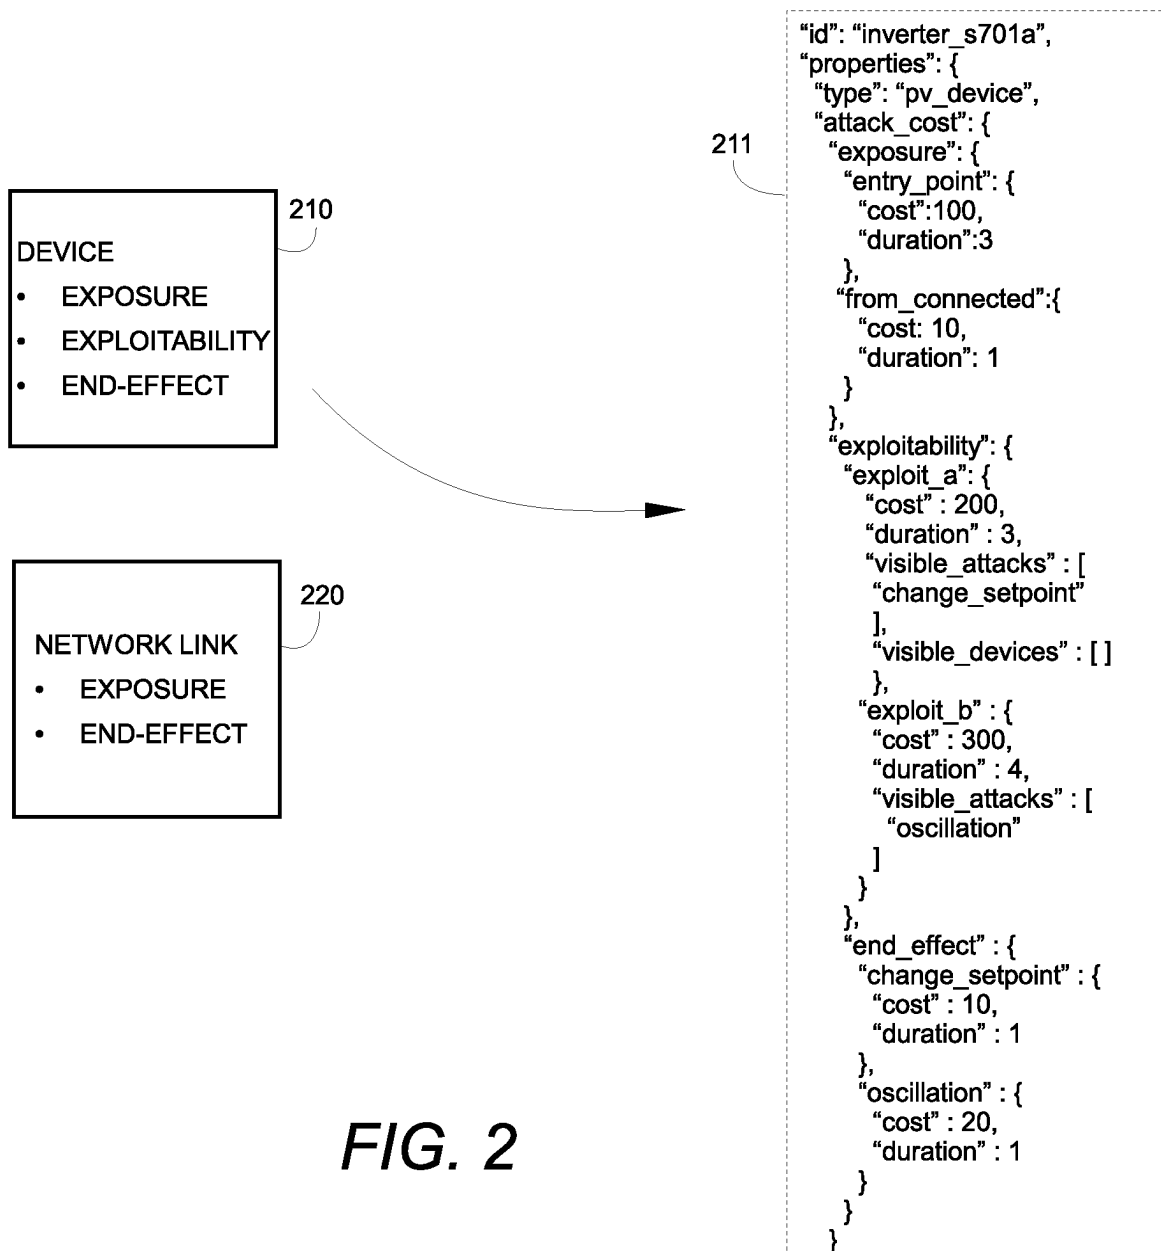 210
DEVICE
• EXPOSURE
• EXPLOITABILITY
• END-EFFECT
220
NETWORK LINK
• EXPOSURE
• END-EFFECT
211
“id”: “inverter_s701a”,
“properties”: {
“type”: “pv_device”,
“attack_cost”: {
“exposure”: {
“entry_point”: {
“cost”:100,
“duration”:3
},
“from_connected”:{
“cost: 10,
“duration”: 1
}
},
“exploitability”: {
“exploit_a”: {
“cost” : 200,
“duration” : 3,
“visible_attacks” : [
“change_setpoint”
],
“visible_devices” : [ ]
},
“exploit_b” : {
“cost” : 300,
“duration” : 4,
“visible_attacks” : [
“oscillation”
]
}
},
“end_effect” : {
“change_setpoint” : {
“cost” : 10,
“duration” : 1
},
“oscillation” : {
“cost” : 20,
“duration” : 1
}
}
}
FIG. 2